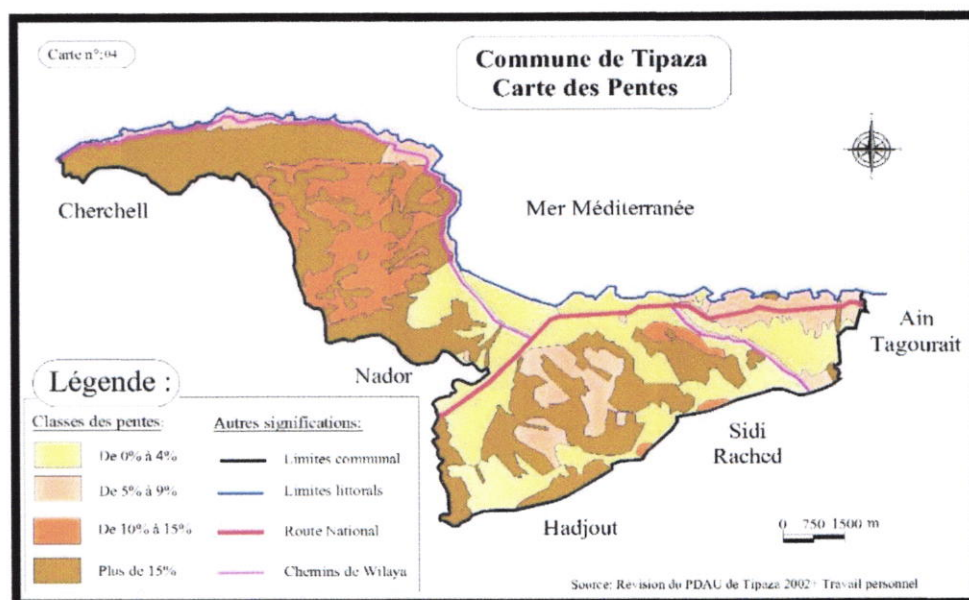 Carte n°:04
Commune de Tipaza
Carte des Pentes
Cherchell
Mer Méditerranée
Ain
Tagourait
Nador
Sidi
Rached
Hadjout
0 750 1500 m
Légende :
Classes des pentes:
Autres significations:
De 0% à 4%
Limites communal
De 5% à 9%
Limites littorals
De 10% à 15%
Route National
Plus de 15%
Chemins de Wilaya
Source: Revision du PDAU de Tipaza 2002+ Travail personnel